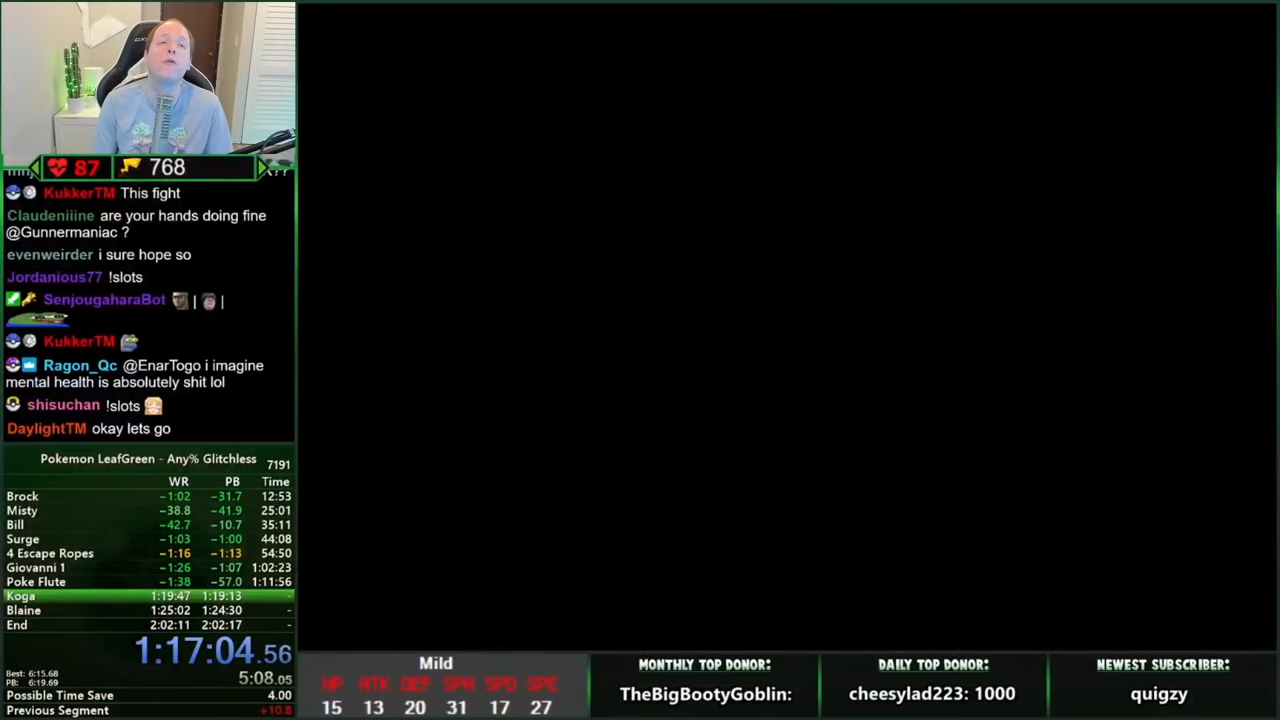 87 768
KukkerTM This fight
Claudeniiine are your hands doing fine
@Gunnermaniac ?
evenweirder i sure hope so
Jordanious77 !slots
SenjougaharaBot | |
KukkerTM
Ragon_Qc @EnarTogo i imagine
mental health is absolutely shit lol
shisuchan !slots
DaylightTM okay lets go
Pokemon LeafGreen - Any% Glitchless 7191
WR PB Time
Brock -1:02 -31.7 12:53
Misty -38.8 -41.9 25:01
Bill -42.7 -10.7 35:11
Surge -1:03 -1:00 44:08
4 Escape Ropes -1:16 -1:13 54:50
Giovanni 1 -1:26 -1:07 1:02:23
Poke Flute -1:38 -57.0 1:11:56
Koga 1:19:47 1:19:13 -
Blaine 1:25:02 1:24:30 -
End 2:02:11 2:02:17 -
1:17:04.56
Best: 6:15.68
PB: 6:19.69
5:08.05
Possible Time Save 4.00
Previous Segment +10.8
Mild
HP ATK DEF SPA SPD SPE
15 13 20 31 17 27
MONTHLY TOP DONOR:
TheBigBootyGoblin:
DAILY TOP DONOR:
cheesylad223: 1000
NEWEST SUBSCRIBER:
quigzy